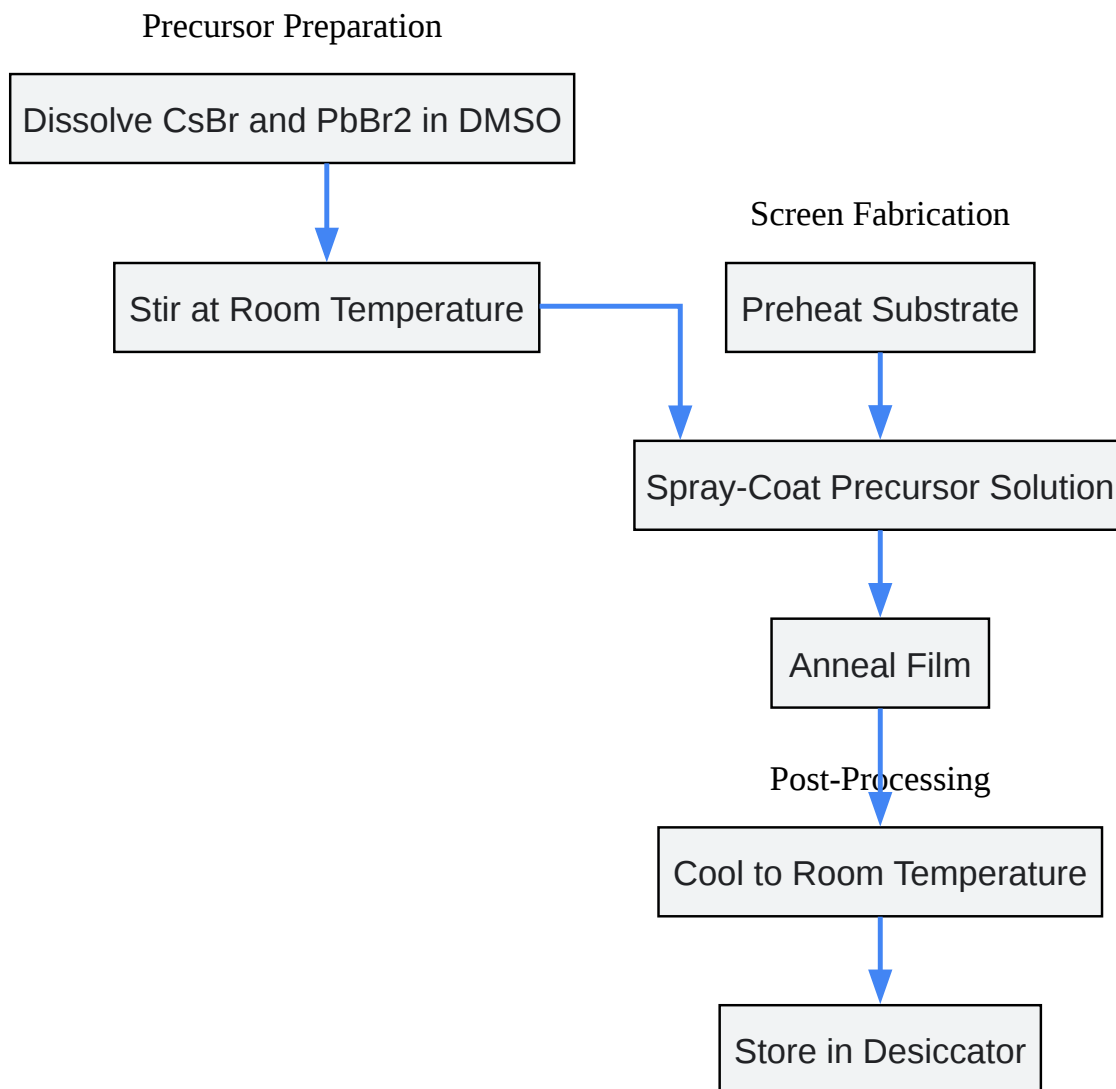 Precursor Preparation
Dissolve CsBr and PbBr2 in DMSO
Stir at Room Temperature
Screen Fabrication
Preheat Substrate
Spray-Coat Precursor Solution
Anneal Film
Post-Processing
Cool to Room Temperature
Store in Desiccator